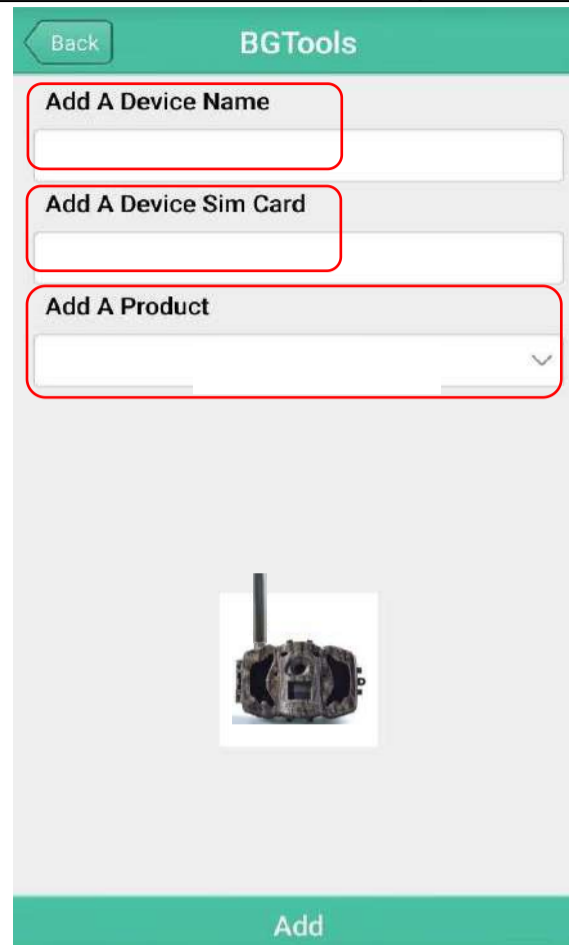 Back
BGTools
Add A Device Name
Add A Device Sim Card
Add A Product
Add